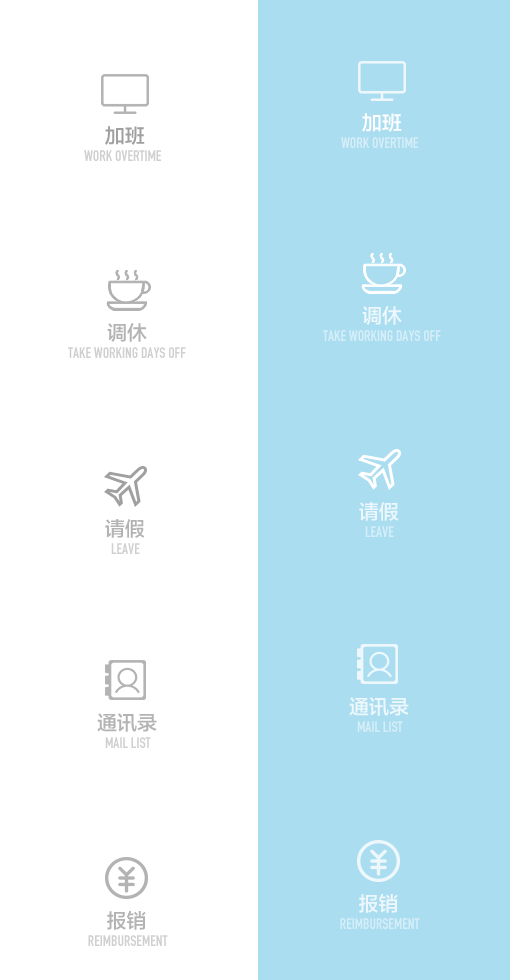 加班
WORK OVERTIME
调休
TAKE WORKING DAYS OFF
请假
LEAVE
通讯录
MAIL LIST
报销
REIMBURSEMENT
加班
WORK OVERTIME
调休
TAKE WORKING DAYS OFF
请假
LEAVE
通讯录
MAIL LIST
报销
REIMBURSEMENT